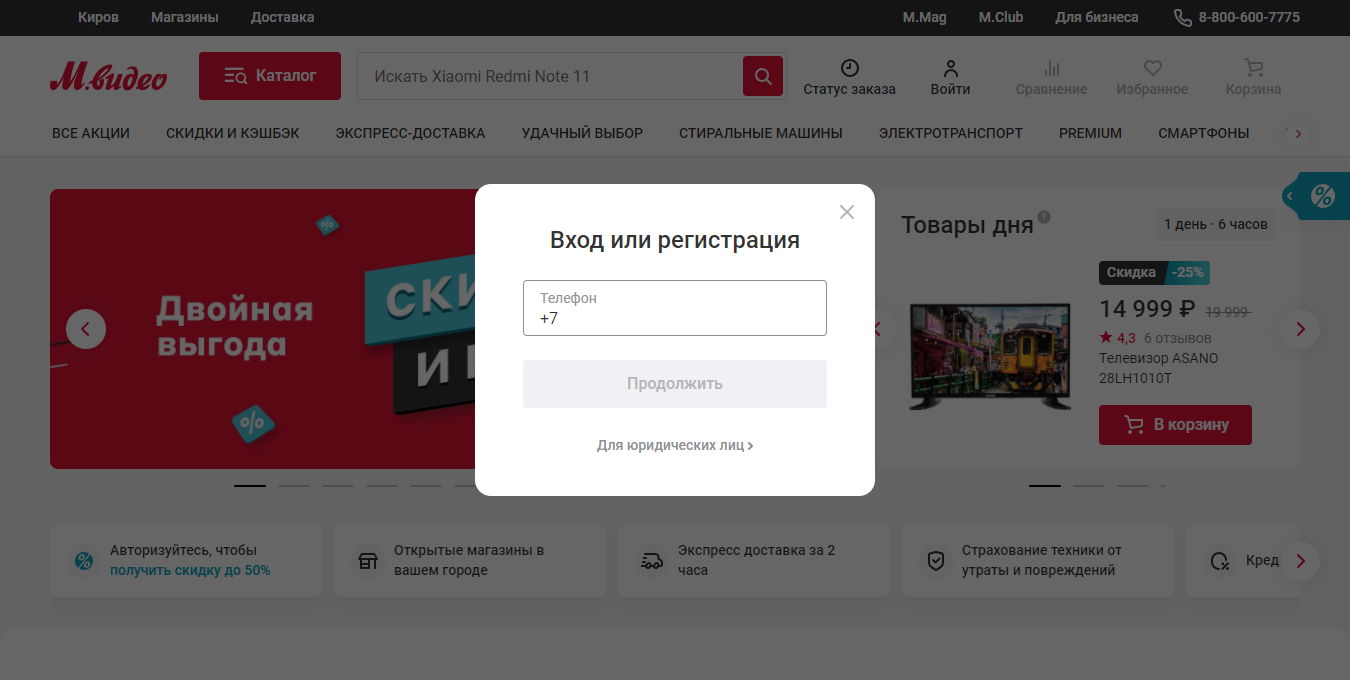 Киров Магазины Доставка M.Mag M.Club Для бизнеса 8-800-600-7775
М.видео Каталог Искать Xiaomi Redmi Note 11 Статус заказа Войти Сравнение Избранное Корзина
ВСЕ АКЦИИ СКИДКИ И КЭШБЭК ЭКСПРЕСС-ДОСТАВКА УДАЧНЫЙ ВЫБОР СТИРАЛЬНЫЕ МАШИНЫ ЭЛЕКТРОТРАНСПОРТ PREMIUM СМАРТФОНЫ
Двойная
выгода
СКИ
И
Вход или регистрация
Телефон
+7
Продолжить
Для юридических лиц
Товары дня
1 день · 6 часов
Скидка -25%
14 999 ₽ 19 999
4,3 6 отзывов
Телевизор ASANO
28LH1010T
В корзину
Авторизуйтесь, чтобы
получить скидку до 50%
Открытые магазины в
вашем городе
Экспресс доставка за 2
часа
Страхование техники от
утраты и повреждений
Кред